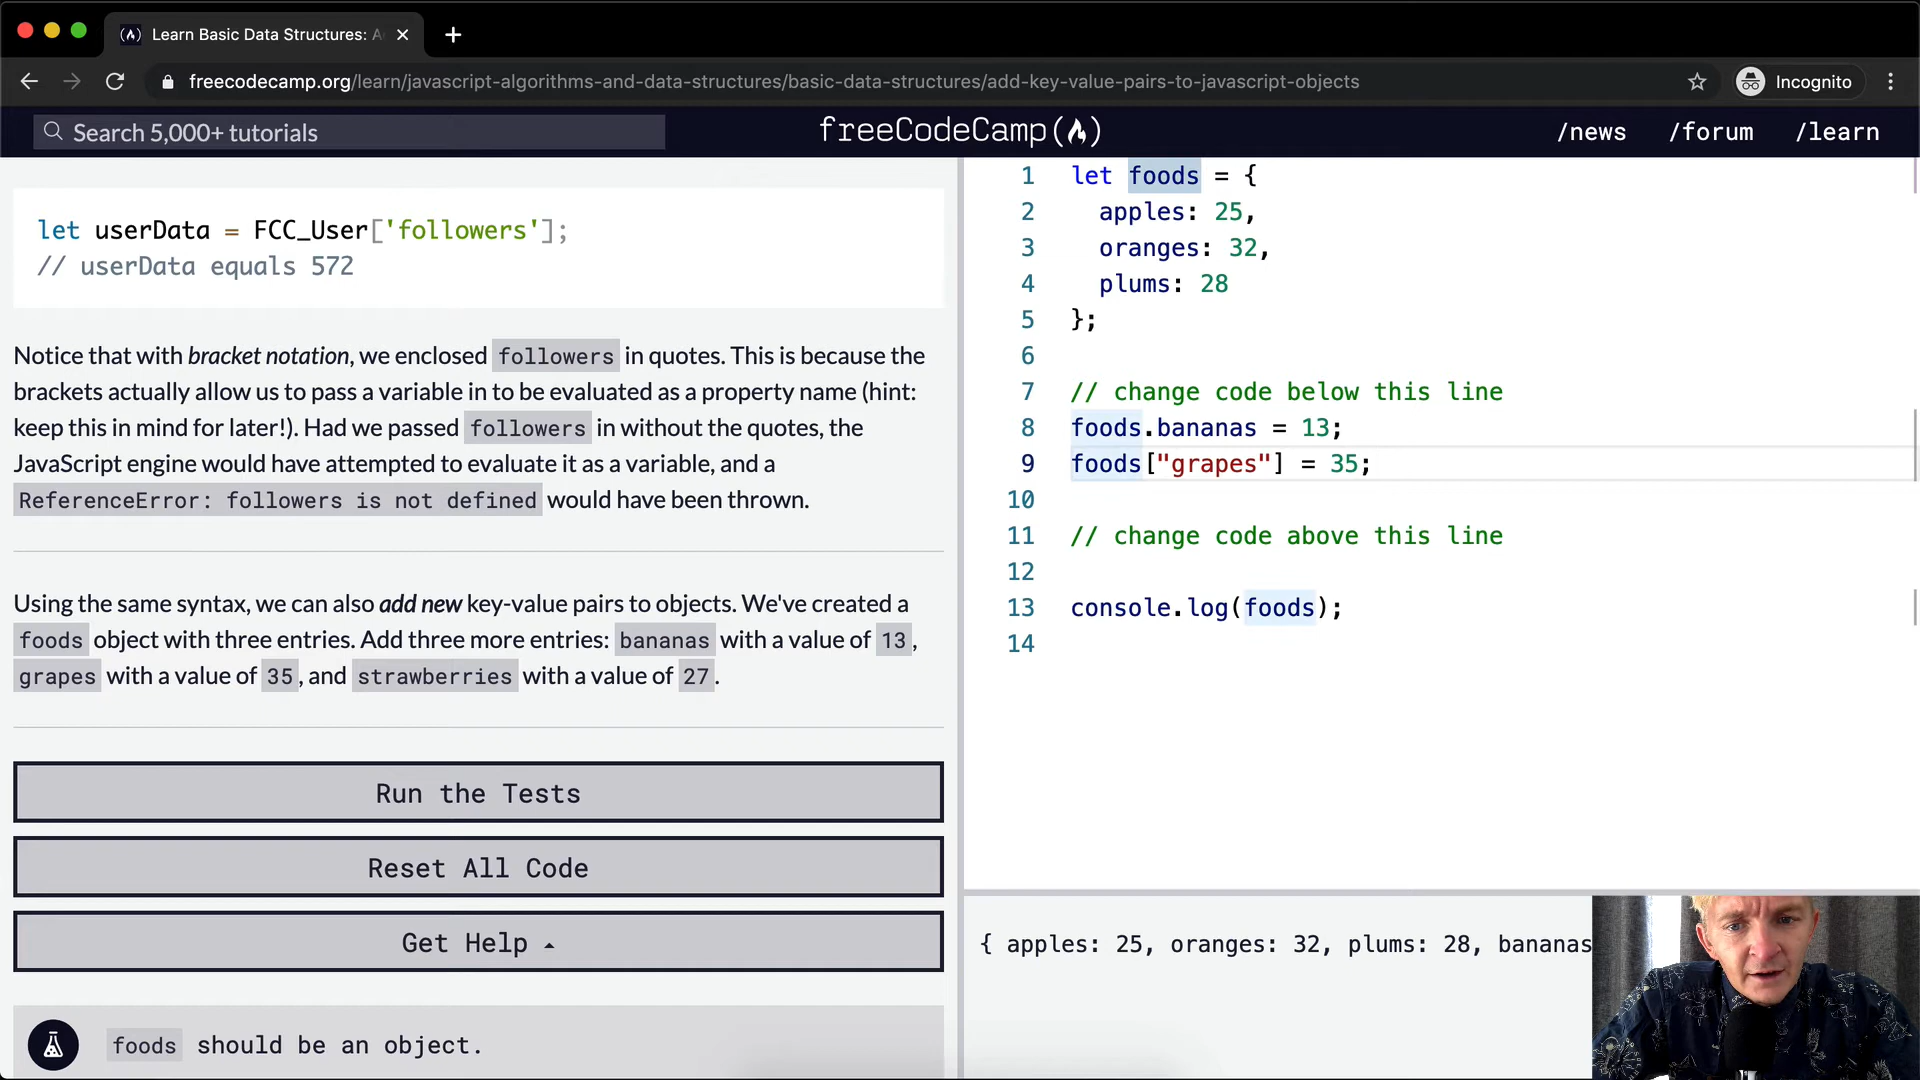 Learn Basic Data Structures: A
freecodecamp.org/learn/javascript-algorithms-and-data-structures/basic-data-structures/add-key-value-pairs-to-javascript-objects
Incognito
Search 5,000+ tutorials
freeCodeCamp(🔥)
/news /forum /learn
let userData = FCC_User['followers'];
// userData equals 572
Notice that with bracket notation, we enclosed followers in quotes. This is because the
brackets actually allow us to pass a variable in to be evaluated as a property name (hint:
keep this in mind for later!). Had we passed followers in without the quotes, the
JavaScript engine would have attempted to evaluate it as a variable, and a
ReferenceError: followers is not defined would have been thrown.
Using the same syntax, we can also add new key-value pairs to objects. We've created a
foods object with three entries. Add three more entries: bananas with a value of 13,
grapes with a value of 35, and strawberries with a value of 27.
Run the Tests
Reset All Code
Get Help
foods should be an object.
1 let foods = {
2 apples: 25,
3 oranges: 32,
4 plums: 28
5 };
6
7 // change code below this line
8 foods.bananas = 13;
9 foods["grapes"] = 35;
10
11 // change code above this line
12
13 console.log(foods);
14
{ apples: 25, oranges: 32, plums: 28, bananas